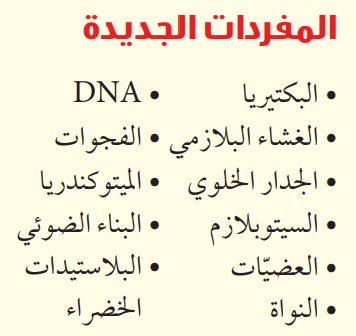 المفردات الجديدة
• البكتيريا
• الغشاء البلازمي
• الجدار الخلوي
• السيتوبلازم
• العضيّات
• النواة
• DNA
• الفجوات
• الميتوكندريا
• البناء الضوئي
• البلاستيدات
الخضراء